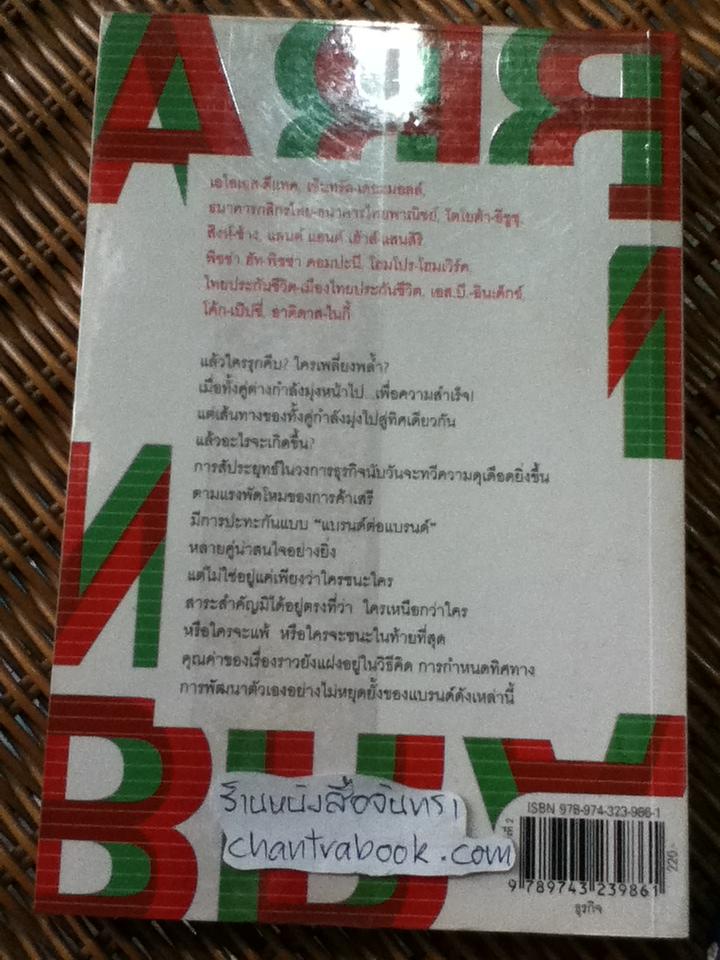 เอไอเอส-ดีแทค, เซ็นทรัล-เดอะมอลล์,
ธนาคารกสิกรไทย-ธนาคารไทยพาณิชย์, โตโยต้า-อีซูซุ,
สิงห์-ช้าง, แลนด์ แอนด์ เฮ้าส์-แสนสิริ
พิซซ่า ฮัท-พิซซ่า คอมปะนี, โฮมโปร-โฮมเวิร์ค,
ไทยประกันชีวิต-เมืองไทยประกันชีวิต, เอส.บี.-อินเด็กซ์
โค้ก-เป๊ปซี่, อาดิดาส-ไนกี้
แล้วใครรุกคืบ? ใครเพลี่ยงพล้ำ?
เมื่อทั้งคู่ต่างกำลังมุ่งหน้าไป...เพื่อความสำเร็จ!
แต่เส้นทางของทั้งคู่กำลังมุ่งไปสู่ทิศเดียวกัน
แล้วอะไรจะเกิดขึ้น?
การสัประยุทธ์ในวงการธุรกิจนับวันจะทวีความดุเดือดยิ่งขึ้น
ตามแรงพัดโหมของการค้าเสรี
มีการปะทะกันแบบ "แบรนด์ต่อแบรนด์"
หลายคู่น่าสนใจอย่างยิ่ง
แต่ไม่ใช่อยู่แค่เพียงว่าใครชนะใคร
สาระสำคัญมิได้อยู่ตรงที่ว่า ใครเหนือกว่าใคร
หรือใครจะแพ้ หรือใครจะชนะในท้ายที่สุด
คุณค่าของเรื่องราวยังแฝงอยู่ในวิธีคิด การกำหนดทิศทาง
การพัฒนาตัวเองอย่างไม่หยุดยั้งของแบรนด์ดังเหล่านี้
ร้านหนังสือจันทรา
chantrabook.com
ISBN 978-974-323-986-1
220.-
9 789743 239861
ธุรกิจ